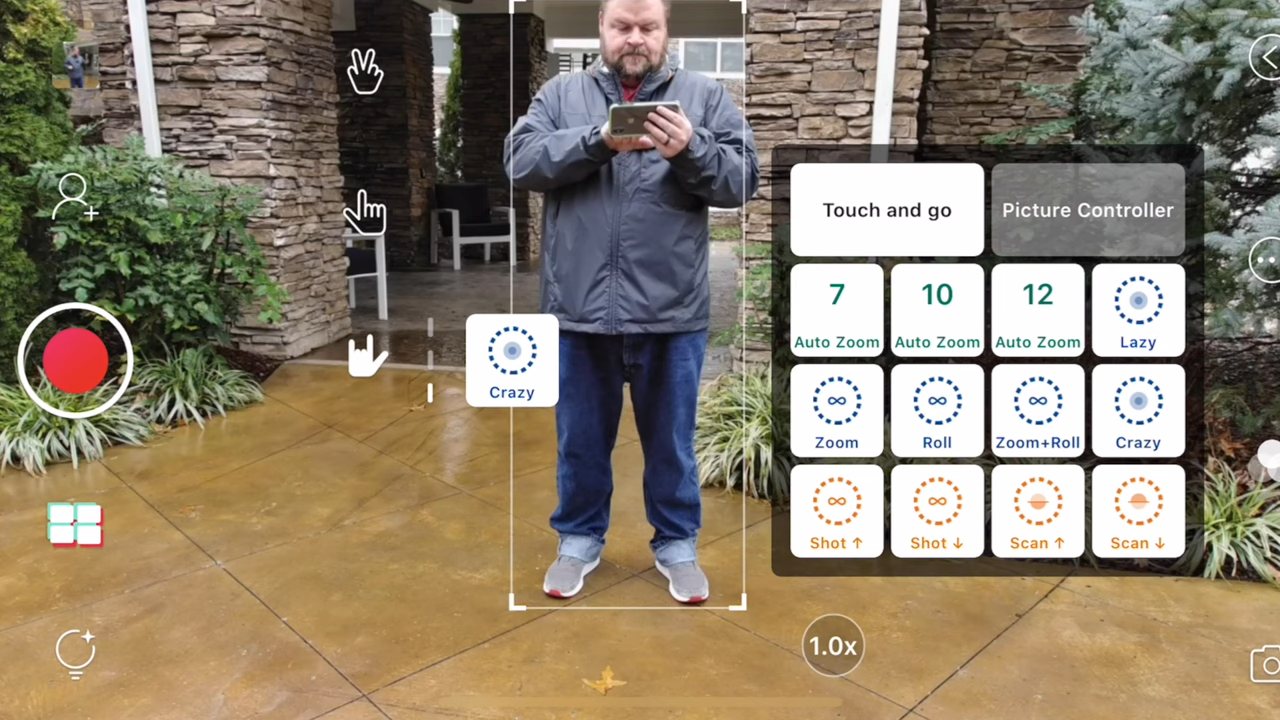 Touch and go
Picture Controller
7
Auto Zoom
10
Auto Zoom
12
Auto Zoom
Lazy
Crazy
Zoom
Roll
Zoom+Roll
Crazy
Shot ↑
Shot ↓
Scan ↑
Scan ↓
1.0x